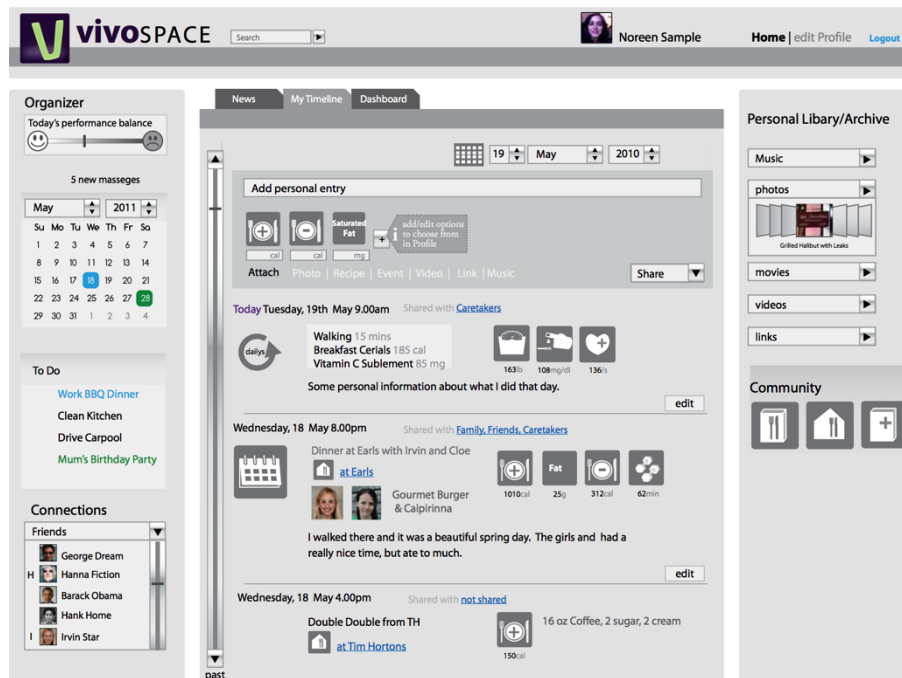 vivoSPACE
Search
Noreen Sample
Home | edit Profile Logout
Organizer
Today's performance balance
5 new masseges
May 2011
Su Mo Tu We Th Fr Sa
1 2 3 4 5 6 7
8 9 10 11 12 13 14
15 16 17 18 19 20 21
22 23 24 25 26 27 28
29 30 31 1 2 3 4
To Do
Work BBQ Dinner
Clean Kitchen
Drive Carpool
Mum's Birthday Party
Connections
Friends
George Dream
H Hanna Fiction
Barack Obama
Hank Home
I Irvin Star
News My Timeline Dashboard
19 May 2010
Add personal entry
Saturated
Fat
cal cal mg
+ i add/edit options
to choose from
in Profile
Attach Photo | Recipe | Event | Video | Link | Music
Share
Today Tuesday, 19th May 9.00am Shared with Caretakers
dailys
Walking 15 mins
Breakfast Cerials 185 cal
Vitamin C Sublement 85 mg
163lb 108mg/dl 136/s
Some personal information about what I did that day.
edit
Wednesday, 18 May 8.00pm Shared with Family, Friends, Caretakers
Dinner at Earls with Irvin and Cloe
at Earls
Gourmet Burger
& Caipirinna
Fat
1010cal 25g 312cal 62min
I walked there and it was a beautiful spring day. The girls and had a
really nice time, but ate to much.
edit
Wednesday, 18 May 4.00pm Shared with not shared
Double Double from TH
at Tim Hortons
150cal
16 oz Coffee, 2 sugar, 2 cream
past
Personal Libary/Archive
Music
photos
Grilled Halibut with Leaks
movies
videos
links
Community